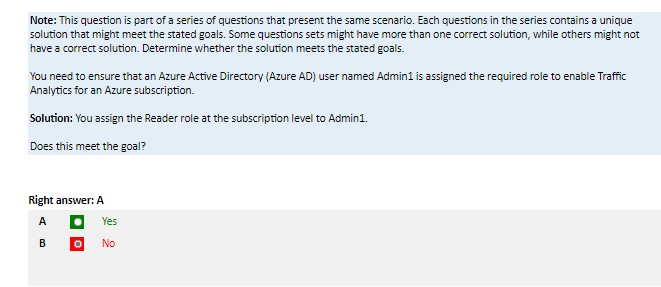 Note: This question is part of a series of questions that present the same scenario. Each questions in the series contains a unique
solution that might meet the stated goals. Some questions sets might have more than one correct solution, while others might not
have a correct solution. Determine whether the solution meets the stated goals.
You need to ensure that an Azure Active Directory (Azure AD) user named Admin1 is assigned the required role to enable Traffic
Analytics for an Azure subscription.
Solution: You assign the Reader role at the subscription level to Admin1.
Does this meet the goal?
Right answer: A
A Yes
B No